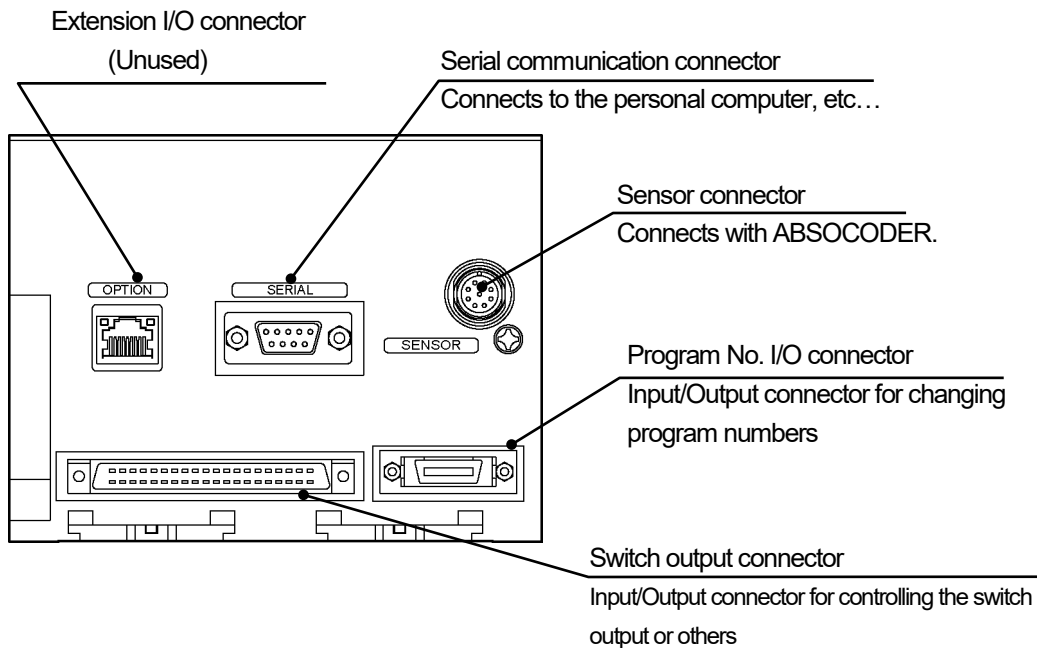 Extension I/O connector
(Unused)
Serial communication connector
Connects to the personal computer, etc…
Sensor connector
Connects with ABSOCODER.
OPTION
SERIAL
SENSOR
Program No. I/O connector
Input/Output connector for changing
program numbers
Switch output connector
Input/Output connector for controlling the switch
output or others